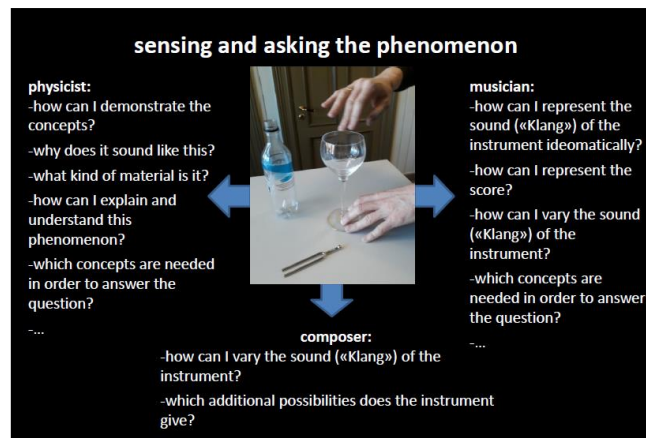 sensing and asking the phenomenon
physicist:
-how can I demonstrate the
concepts?
-why does it sound like this?
-what kind of material is it?
-how can I explain and
understand this
phenomenon?
-which concepts are needed
in order to answer the
question?
-...
musician:
-how can I represent the
sound («Klang») of the
instrument ideomatically?
-how can I represent the
score?
-how can I vary the sound
(«Klang») of the
instrument?
-which concepts are
needed in order to answer
the question?
-...
composer:
-how can I vary the sound («Klang») of the
instrument?
-which additional possibilities does the instrument
give?